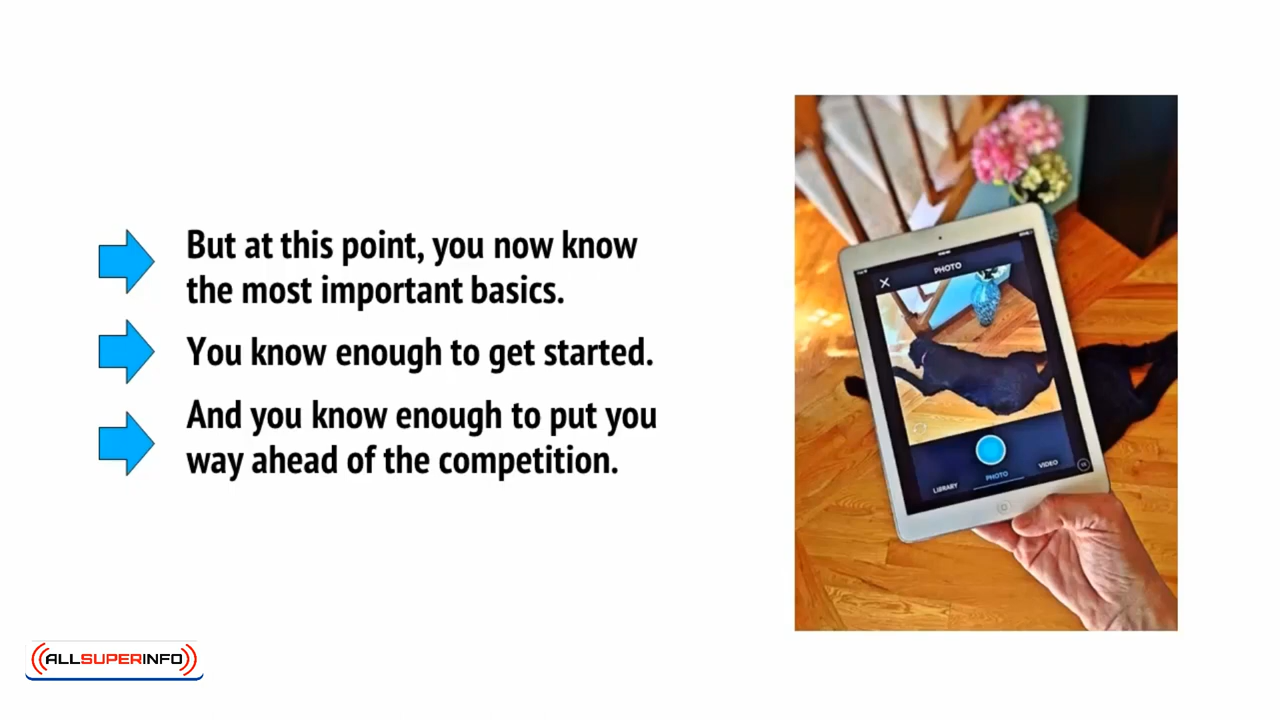 But at this point, you now know
the most important basics.
You know enough to get started.
And you know enough to put you
way ahead of the competition.
PHOTO
LIBRARY
PHOTO
VIDEO
ALLSUPERINFO